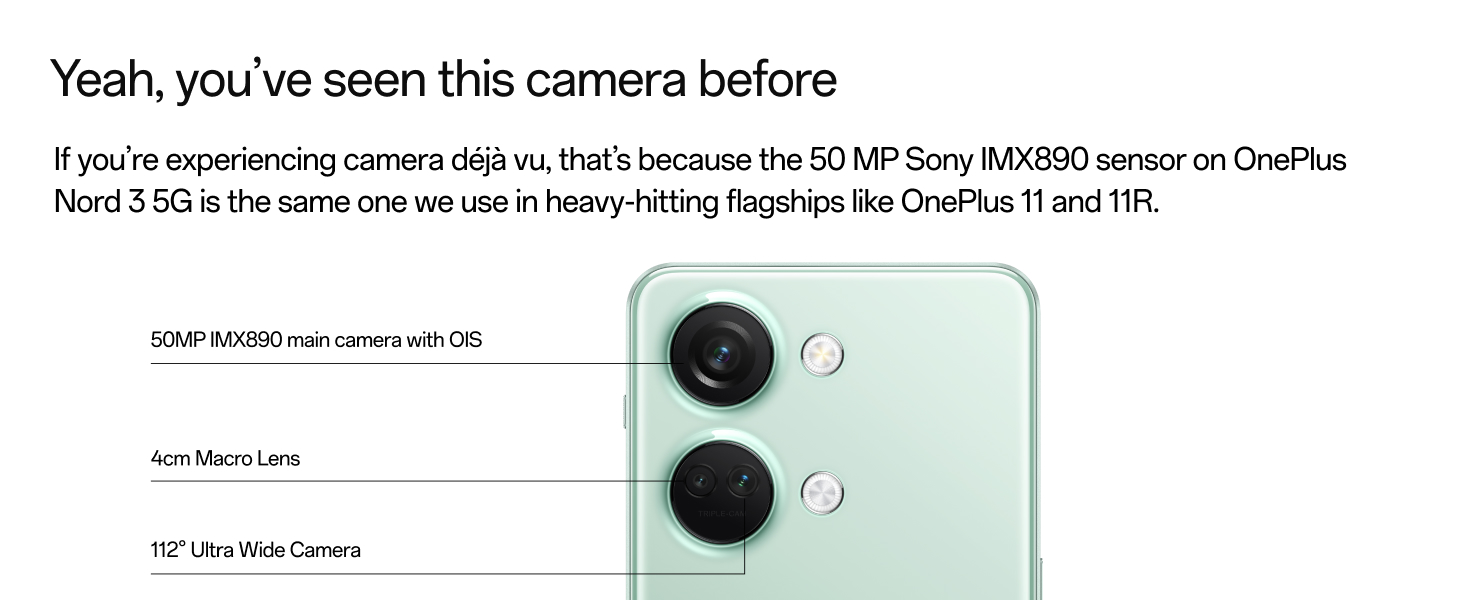 Yeah, you’ve seen this camera before
If you’re experiencing camera déjà vu, that’s because the 50 MP Sony IMX890 sensor on OnePlus
Nord 3 5G is the same one we use in heavy-hitting flagships like OnePlus 11 and 11R.
50MP IMX890 main camera with OIS
4cm Macro Lens
TRIPLE CAM
112° Ultra Wide Camera